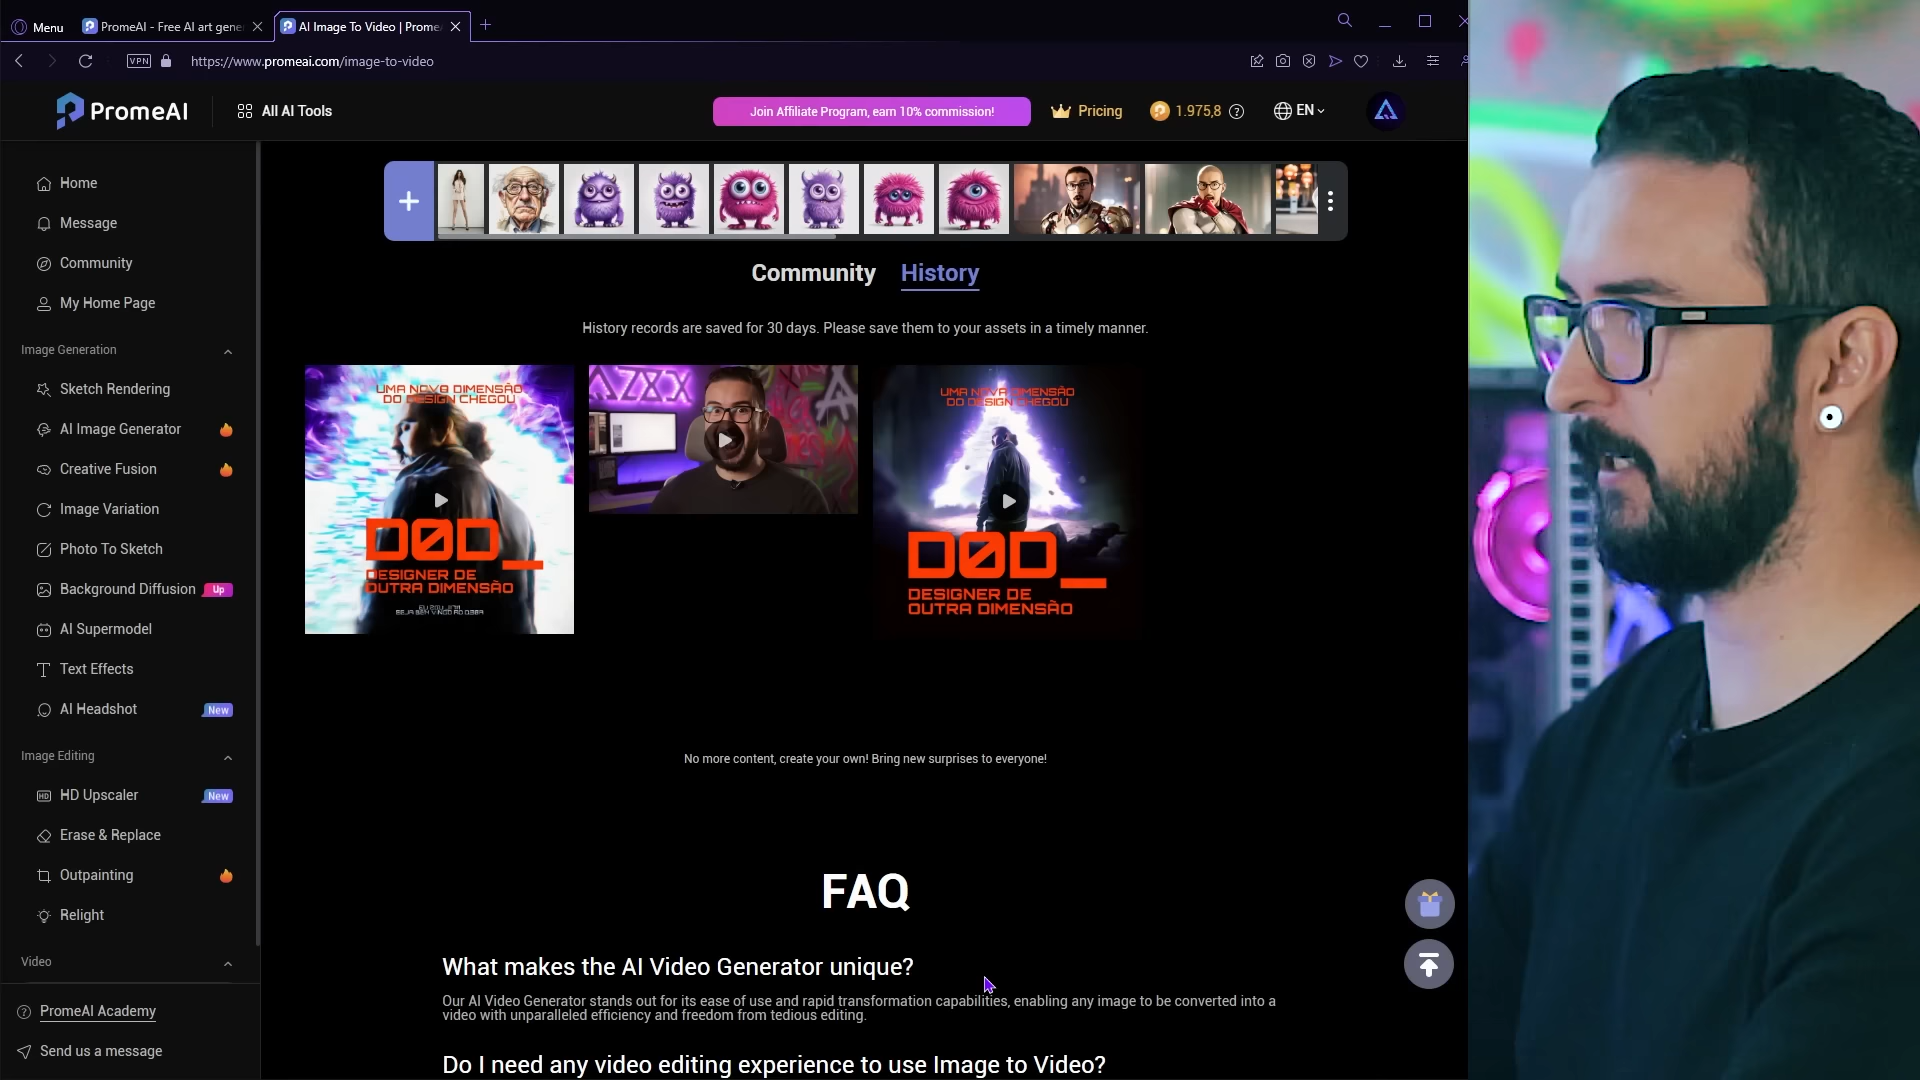 Menu
PromeAI - Free AI art gene
AI Image To Video | Prome
VPN
https://www.promeai.com/image-to-video
PromeAI
All AI Tools
Join Affiliate Program, earn 10% commission!
Pricing
1.975,8
EN
Home
Message
Community
My Home Page
Image Generation
Sketch Rendering
AI Image Generator
Creative Fusion
Image Variation
Photo To Sketch
Background Diffusion
Up
AI Supermodel
Text Effects
AI Headshot
New
Image Editing
HD Upscaler
New
Erase & Replace
Outpainting
Relight
Video
PromeAI Academy
Send us a message
Community
History
History records are saved for 30 days. Please save them to your assets in a timely manner.
UMA NOVA DIMENSÃO
DO DESIGN CHEGOU
D0D_
DESIGNER DE
OUTRA DIMENSÃO
UMA NOVA DIMENSÃO
DO DESIGN CHEGOU
D0D_
DESIGNER DE
OUTRA DIMENSÃO
No more content, create your own! Bring new surprises to everyone!
FAQ
What makes the AI Video Generator unique?
Our AI Video Generator stands out for its ease of use and rapid transformation capabilities, enabling any image to be converted into a
video with unparalleled efficiency and freedom from tedious editing.
Do I need any video editing experience to use Image to Video?